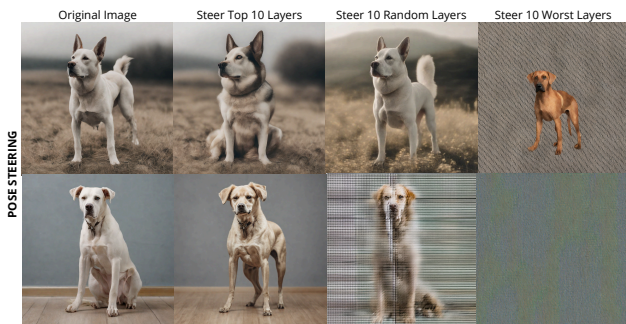 Original Image
Steer Top 10 Layers
Steer 10 Random Layers
Steer 10 Worst Layers
POSE STEERING